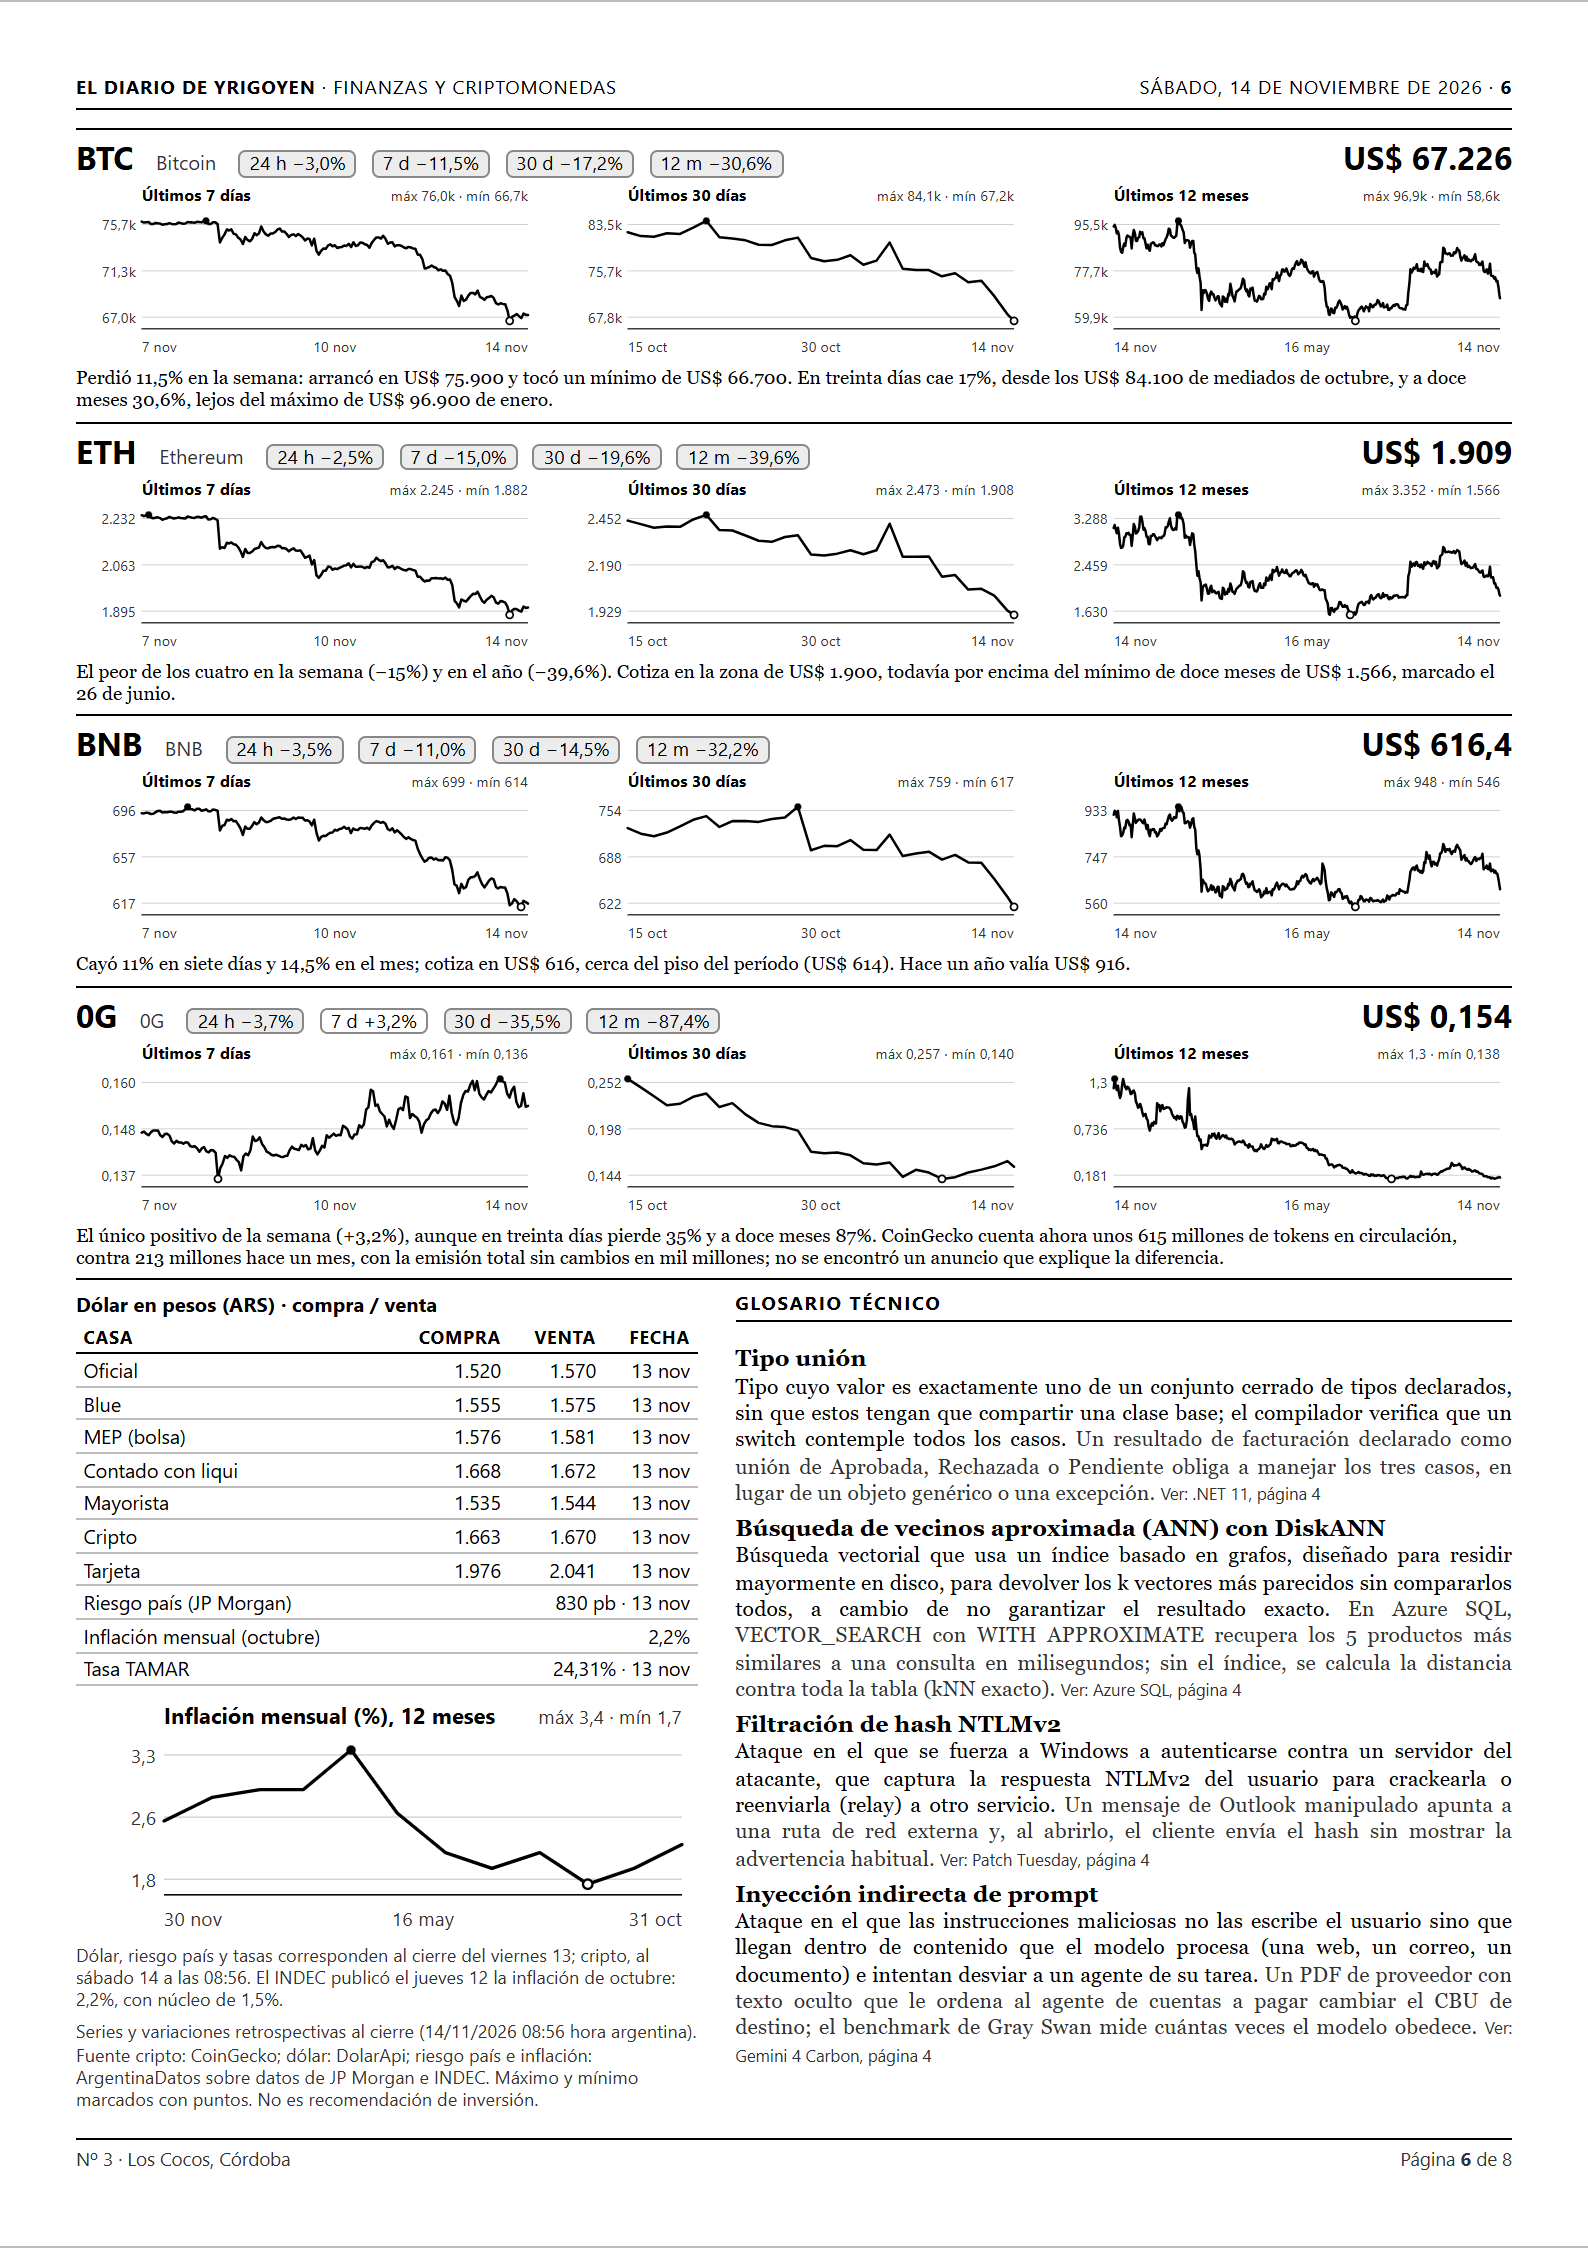 EL DIARIO DE YRIGOYEN · FINANZAS Y CRIPTOMONEDAS
SÁBADO, 14 DE NOVIEMBRE DE 2026 · 6
BTC Bitcoin 24 h −3,0% 7 d −11,5% 30 d −17,2% 12 m −30,6% US$ 67.226
Últimos 7 días máx 76,0k · mín 66,7k
75,7k
71,3k
67,0k
7 nov 10 nov 14 nov
Últimos 30 días máx 84,1k · mín 67,2k
83,5k
75,7k
67,8k
15 oct 30 oct 14 nov
Últimos 12 meses máx 96,9k · mín 58,6k
95,5k
77,7k
59,9k
14 nov 16 may 14 nov
Perdió 11,5% en la semana: arrancó en US$ 75.900 y tocó un mínimo de US$ 66.700. En treinta días cae 17%, desde los US$ 84.100 de mediados de octubre, y a doce
meses 30,6%, lejos del máximo de US$ 96.900 de enero.
ETH Ethereum 24 h −2,5% 7 d −15,0% 30 d −19,6% 12 m −39,6% US$ 1.909
Últimos 7 días máx 2.245 · mín 1.882
2.232
2.063
1.895
7 nov 10 nov 14 nov
Últimos 30 días máx 2.473 · mín 1.908
2.452
2.190
1.929
15 oct 30 oct 14 nov
Últimos 12 meses máx 3.352 · mín 1.566
3.288
2.459
1.630
14 nov 16 may 14 nov
El peor de los cuatro en la semana (−15%) y en el año (−39,6%). Cotiza en la zona de US$ 1.900, todavía por encima del mínimo de doce meses de US$ 1.566, marcado el
26 de junio.
BNB BNB 24 h −3,5% 7 d −11,0% 30 d −14,5% 12 m −32,2% US$ 616,4
Últimos 7 días máx 699 · mín 614
696
657
617
7 nov 10 nov 14 nov
Últimos 30 días máx 759 · mín 617
754
688
622
15 oct 30 oct 14 nov
Últimos 12 meses máx 948 · mín 546
933
747
560
14 nov 16 may 14 nov
Cayó 11% en siete días y 14,5% en el mes; cotiza en US$ 616, cerca del piso del período (US$ 614). Hace un año valía US$ 916.
0G 0G 24 h −3,7% 7 d +3,2% 30 d −35,5% 12 m −87,4% US$ 0,154
Últimos 7 días máx 0,161 · mín 0,136
0,160
0,148
0,137
7 nov 10 nov 14 nov
Últimos 30 días máx 0,257 · mín 0,140
0,252
0,198
0,144
15 oct 30 oct 14 nov
Últimos 12 meses máx 1,3 · mín 0,138
1,3
0,736
0,181
14 nov 16 may 14 nov
El único positivo de la semana (+3,2%), aunque en treinta días pierde 35% y a doce meses 87%. CoinGecko cuenta ahora unos 615 millones de tokens en circulación,
contra 213 millones hace un mes, con la emisión total sin cambios en mil millones; no se encontró un anuncio que explique la diferencia.
Dólar en pesos (ARS) · compra / venta
CASA COMPRA VENTA FECHA
Oficial 1.520 1.570 13 nov
Blue 1.555 1.575 13 nov
MEP (bolsa) 1.576 1.581 13 nov
Contado con liqui 1.668 1.672 13 nov
Mayorista 1.535 1.544 13 nov
Cripto 1.663 1.670 13 nov
Tarjeta 1.976 2.041 13 nov
Riesgo país (JP Morgan) 830 pb · 13 nov
Inflación mensual (octubre) 2,2%
Tasa TAMAR 24,31% · 13 nov
Inflación mensual (%), 12 meses máx 3,4 · mín 1,7
3,3
2,6
1,8
30 nov 16 may 31 oct
Dólar, riesgo país y tasas corresponden al cierre del viernes 13; cripto, al
sábado 14 a las 08:56. El INDEC publicó el jueves 12 la inflación de octubre:
2,2%, con núcleo de 1,5%.
Series y variaciones retrospectivas al cierre (14/11/2026 08:56 hora argentina).
Fuente cripto: CoinGecko; dólar: DolarApi; riesgo país e inflación:
ArgentinaDatos sobre datos de JP Morgan e INDEC. Máximo y mínimo
marcados con puntos. No es recomendación de inversión.
GLOSARIO TÉCNICO
Tipo unión
Tipo cuyo valor es exactamente uno de un conjunto cerrado de tipos declarados,
sin que estos tengan que compartir una clase base; el compilador verifica que un
switch contemple todos los casos. Un resultado de facturación declarado como
unión de Aprobada, Rechazada o Pendiente obliga a manejar los tres casos, en
lugar de un objeto genérico o una excepción. Ver: .NET 11, página 4
Búsqueda de vecinos aproximada (ANN) con DiskANN
Búsqueda vectorial que usa un índice basado en grafos, diseñado para residir
mayormente en disco, para devolver los k vectores más parecidos sin compararlos
todos, a cambio de no garantizar el resultado exacto. En Azure SQL,
VECTOR_SEARCH con WITH APPROXIMATE recupera los 5 productos más
similares a una consulta en milisegundos; sin el índice, se calcula la distancia
contra toda la tabla (kNN exacto). Ver: Azure SQL, página 4
Filtración de hash NTLMv2
Ataque en el que se fuerza a Windows a autenticarse contra un servidor del
atacante, que captura la respuesta NTLMv2 del usuario para crackearla o
reenviarla (relay) a otro servicio. Un mensaje de Outlook manipulado apunta a
una ruta de red externa y, al abrirlo, el cliente envía el hash sin mostrar la
advertencia habitual. Ver: Patch Tuesday, página 4
Inyección indirecta de prompt
Ataque en el que las instrucciones maliciosas no las escribe el usuario sino que
llegan dentro de contenido que el modelo procesa (una web, un correo, un
documento) e intentan desviar a un agente de su tarea. Un PDF de proveedor con
texto oculto que le ordena al agente de cuentas a pagar cambiar el CBU de
destino; el benchmark de Gray Swan mide cuántas veces el modelo obedece. Ver:
Gemini 4 Carbon, página 4
Nº 3 · Los Cocos, Córdoba
Página 6 de 8